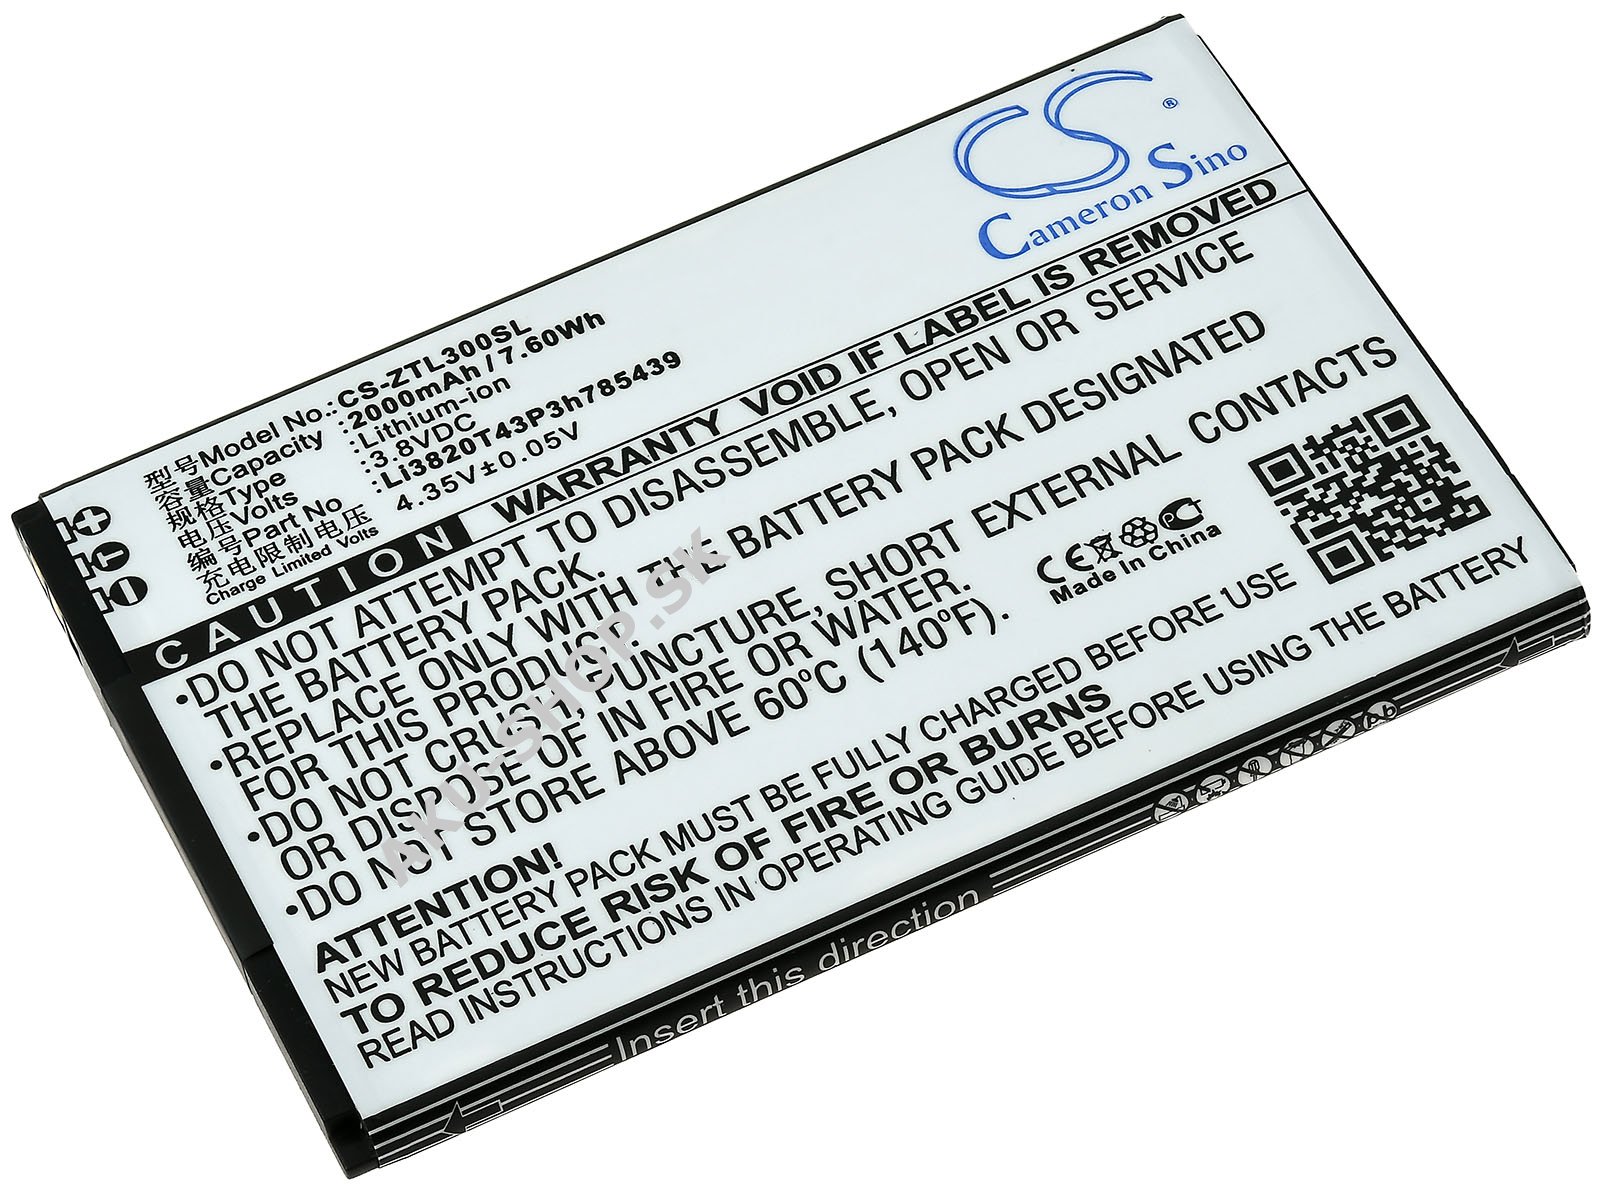 CS®
Cameron Sino
型号Model No.:CS-ZTL300SL
容量Capacity :2000mAh / 7.60Wh
规格Type :Lithium-ion
电压Volts :3.8VDC
编号Part No :Li3820T43P3h785439
充电限制电压 4.35V±0.05V
Charge Limited Volts
CAUTION WARRANTY VOID IF LABEL IS REMOVED
•DO NOT ATTEMPT TO DISASSEMBLE, OPEN OR SERVICE
THE BATTERY PACK.
•REPLACE ONLY WITH THE BATTERY PACK DESIGNATED
FOR THIS PRODUCT.
•DO NOT CRUSH, PUNCTURE, SHORT EXTERNAL
OR DISPOSE OF IN FIRE OR WATER.
•DO NOT STORE ABOVE 60°C (140°F).
CE
Made in China
ATTENTION!
NEW BATTERY PACK MUST BE FULLY CHARGED BEFORE USE
TO REDUCE RISK OF FIRE OR BURNS
READ INSTRUCTIONS IN OPERATING GUIDE BEFORE USING THE BATTERY
Insert this direction
AKU-SHOP.SK